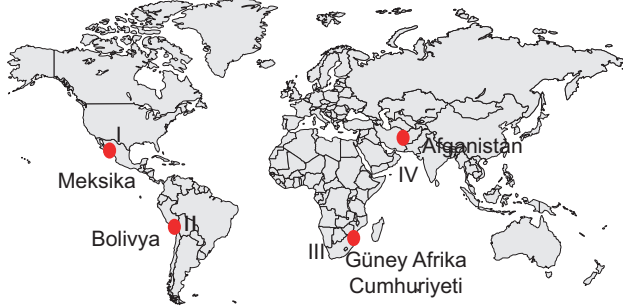 I
Meksika
Bolivya
II
Afganistan
IV
III
Güney Afrika
Cumhuriyeti